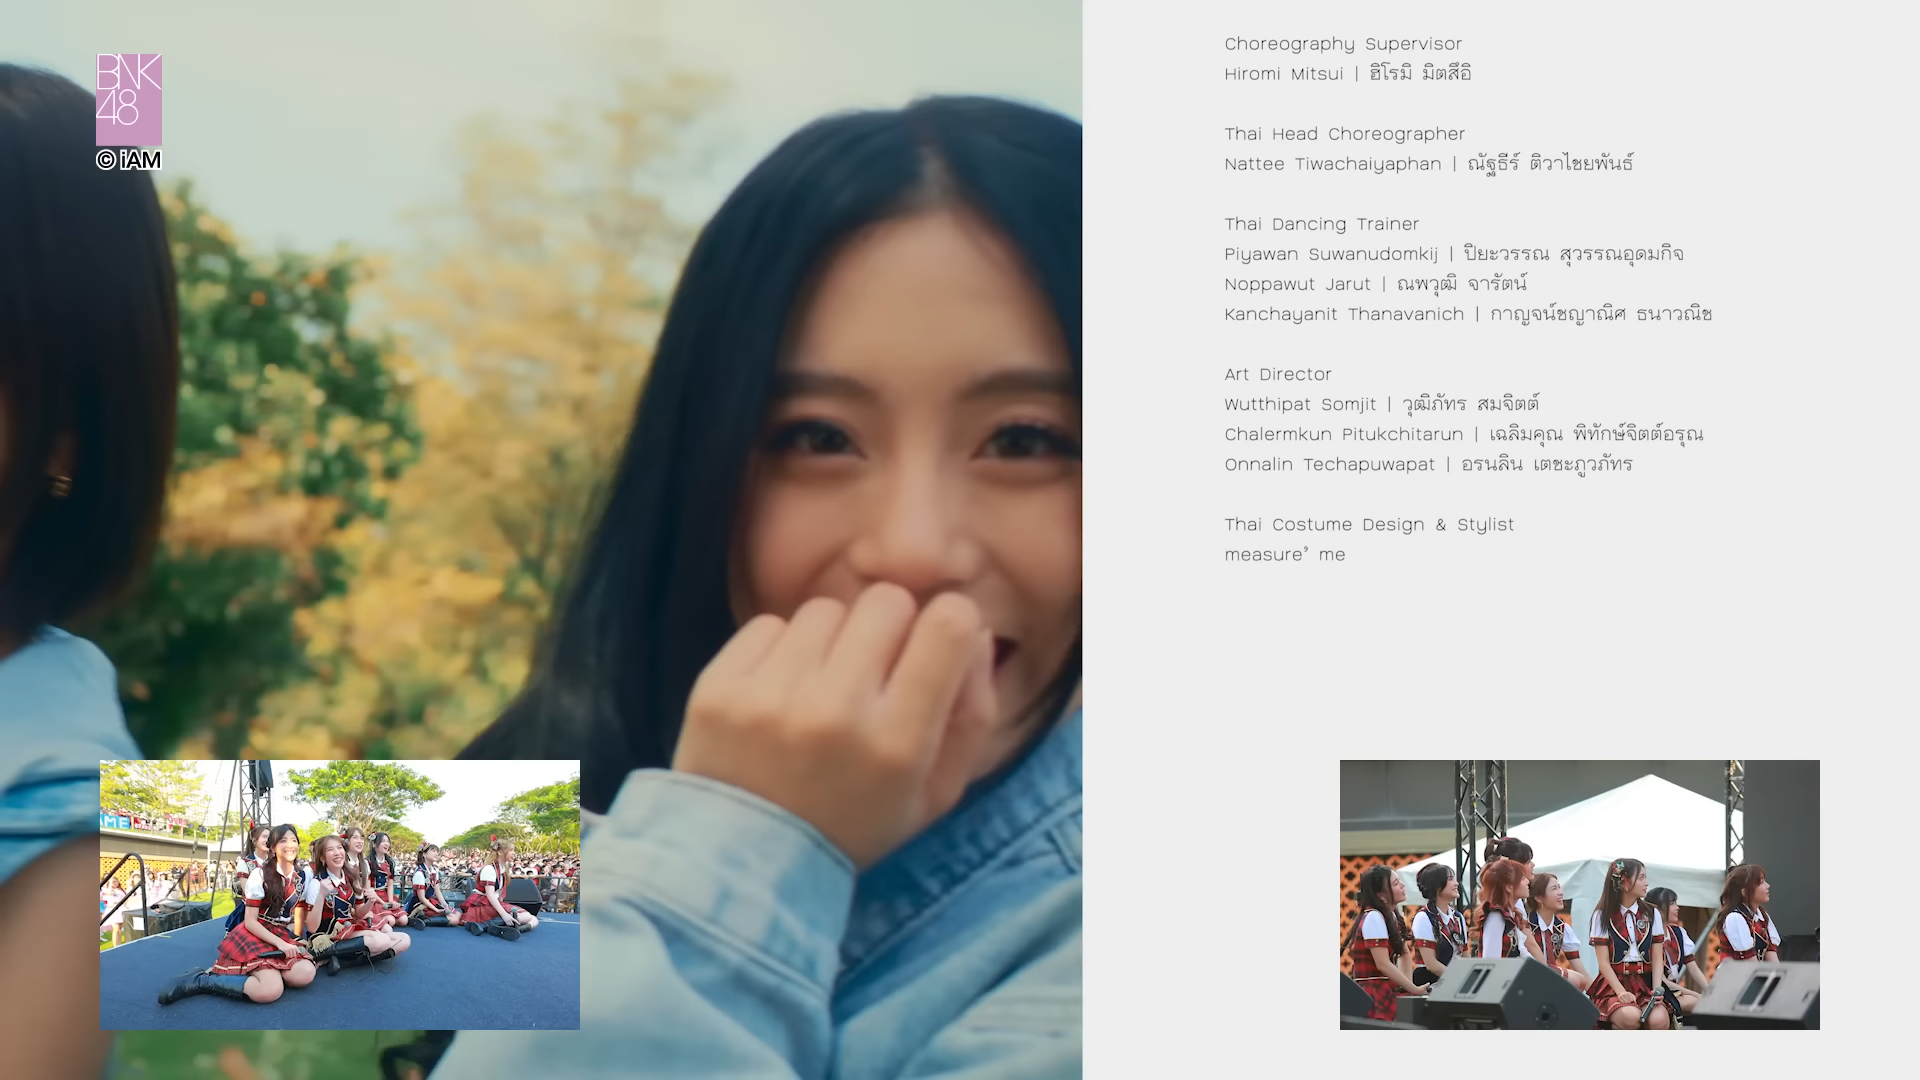 BNK
48
© iAM
Choreography Supervisor
Hiromi Mitsui | ฮิโรมิ มิตสึอิ
Thai Head Choreographer
Nattee Tiwachaiyaphan | ณัฐธีร์ ติวาไชยพันธ์
Thai Dancing Trainer
Piyawan Suwanudomkij | ปิยะวรรณ สุวรรณอุดมกิจ
Noppawut Jarut | ณพวุฒิ จารัตน์
Kanchayanit Thanavanich | กาญจน์ชญาณิศ ธนาวณิช
Art Director
Wutthipat Somjit | วุฒิภัทร สมจิตต์
Chalermkun Pitukchitarun | เฉลิมคุณ พิทักษ์จิตต์อรุณ
Onnalin Techapuwapat | อรนลิน เตชะภูวภัทร
Thai Costume Design & Stylist
measure⁹ me